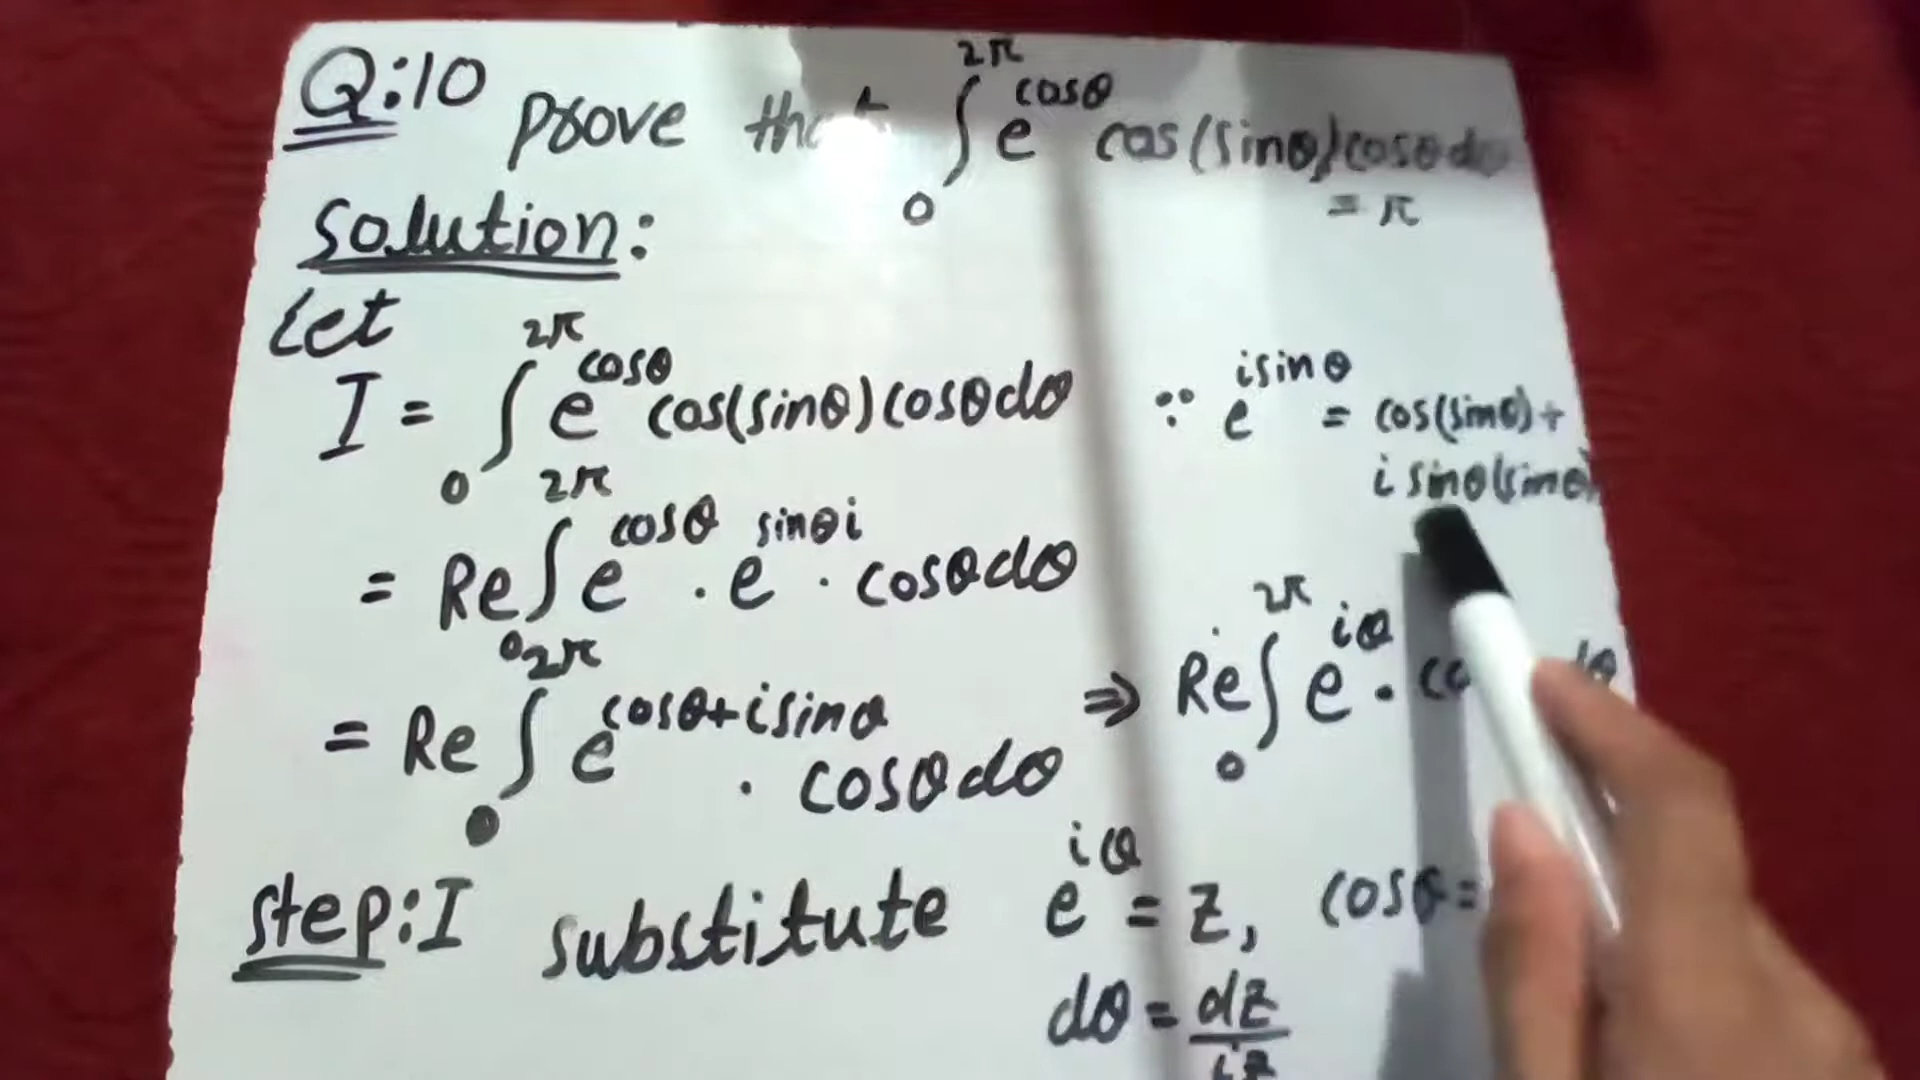 Q:10 prove that ∫₀^2π e^cosθ cos(sinθ)cosθdθ
= π
Solution:
Let
I = ∫₀^2π e^cosθ cos(sinθ)cosθdθ ∵ e^isinθ = cos(sinθ)+
i sinθ(sinθ)
= Re∫₀^2π e^cosθ . e^sinθi . cosθdθ
= Re ∫₀^2π e^cosθ+isinθ . cosθdθ ⇒ Re∫₀^2π e^iθ . dθ
Step:I substitute e^iθ = z, cosθ =
dθ = dz/iz